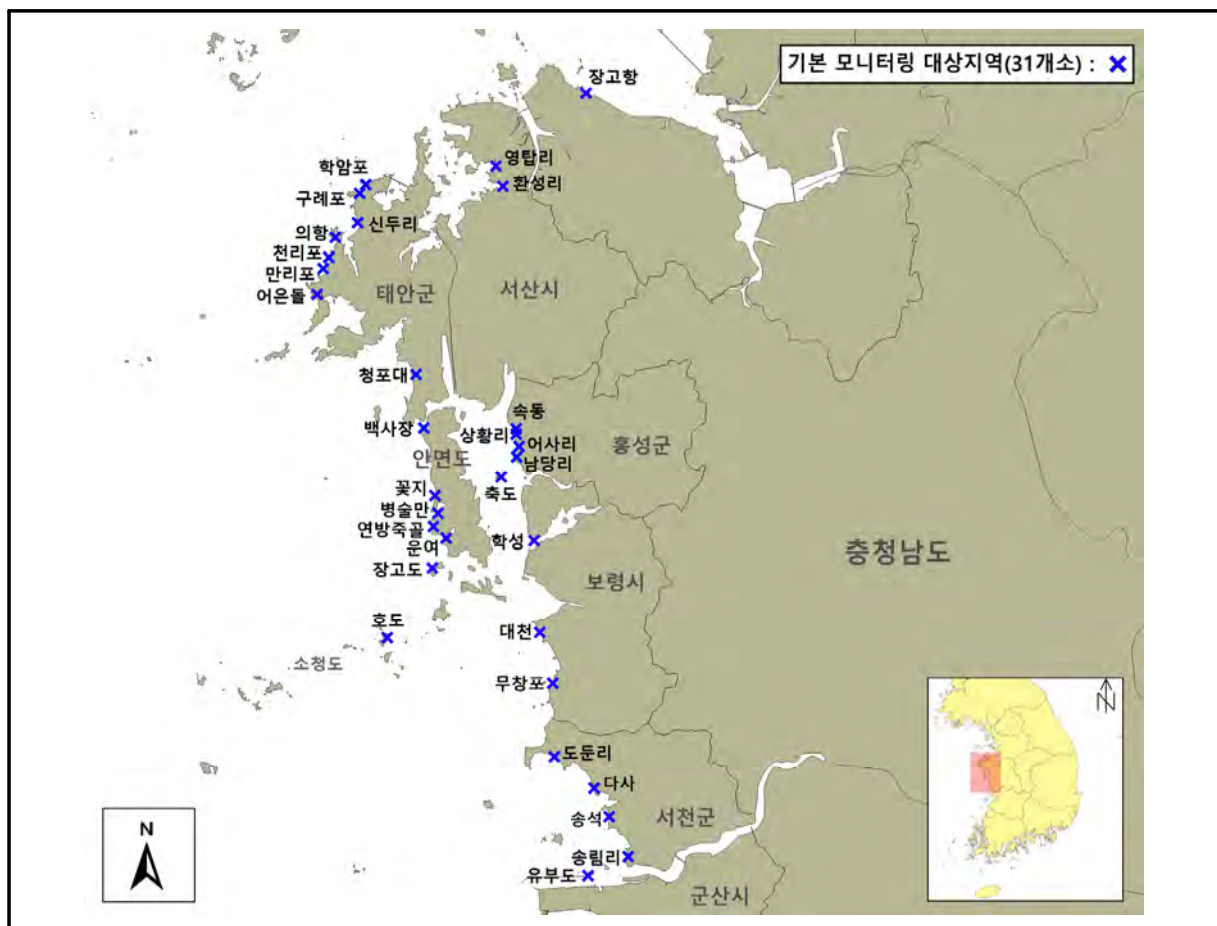 기본 모니터링 대상지역(31개소) :
장고항
영탑리
환성리
학암포
구례포
신두리
의항
천리포
만리포
어은돌
태안군
서산시
청포대
백사장
안면도
속동
상황리
어사리
남당리
홍성군
축도
꽃지
병술만
연방죽골
운여
학성
장고도
충청남도
보령시
호도
대천
소청도
무창포
도둔리
다사
송석
서천군
송림리
유부도
군산시
N
N